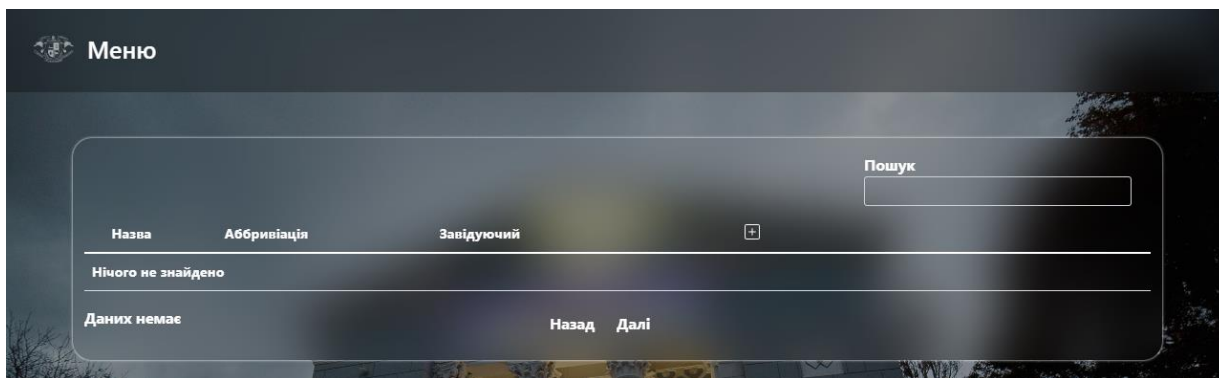 Меню
Пошук
Назва Аббривіація Завідуючий
Нічого не знайдено
Даних немає
Назад Далі